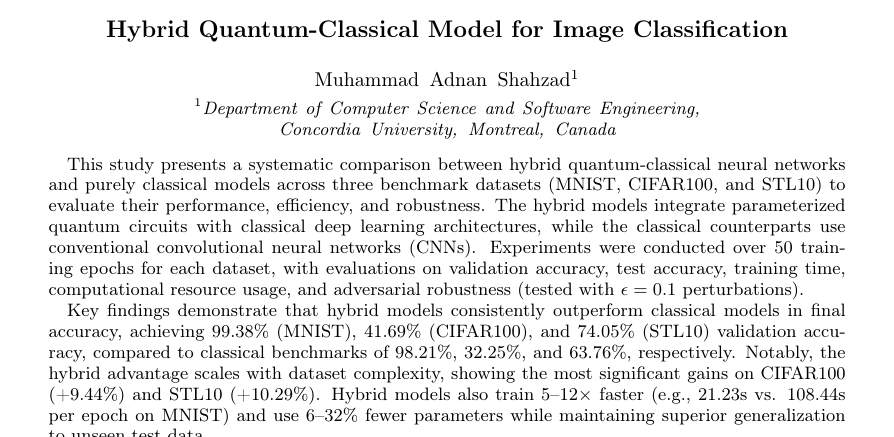 Hybrid Quantum-Classical Model for Image Classification
Muhammad Adnan Shahzad¹
¹Department of Computer Science and Software Engineering,
Concordia University, Montreal, Canada
This study presents a systematic comparison between hybrid quantum-classical neural networks
and purely classical models across three benchmark datasets (MNIST, CIFAR100, and STL10) to
evaluate their performance, efficiency, and robustness. The hybrid models integrate parameterized
quantum circuits with classical deep learning architectures, while the classical counterparts use
conventional convolutional neural networks (CNNs). Experiments were conducted over 50 train-
ing epochs for each dataset, with evaluations on validation accuracy, test accuracy, training time,
computational resource usage, and adversarial robustness (tested with ϵ = 0.1 perturbations).
Key findings demonstrate that hybrid models consistently outperform classical models in final
accuracy, achieving 99.38% (MNIST), 41.69% (CIFAR100), and 74.05% (STL10) validation accu-
racy, compared to classical benchmarks of 98.21%, 32.25%, and 63.76%, respectively. Notably, the
hybrid advantage scales with dataset complexity, showing the most significant gains on CIFAR100
(+9.44%) and STL10 (+10.29%). Hybrid models also train 5–12× faster (e.g., 21.23s vs. 108.44s
per epoch on MNIST) and use 6–32% fewer parameters while maintaining superior generalization
to unseen test data.